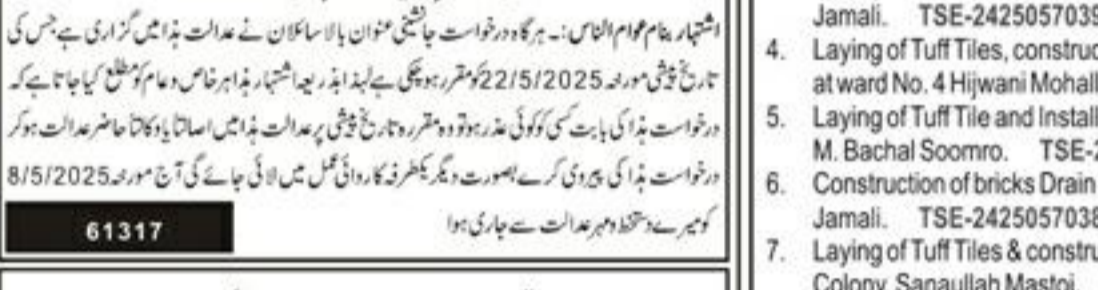 اشتہار بنام عوام الناس:۔ ہر گاہ درخواست جانشینی عنوان بالا سائلان نے عدالت ہذا میں گزاری ہے جس کی
تاریخ پیشی مورخہ 22/5/2025 کو مقرر ہو چکی ہے لہذا بذریعہ اشتہار ہذا ہر خاص و عام کو مطلع کیا جاتا ہے کہ
درخواست ہذا کی بابت کسی کو کوئی عذر ہو تو وہ مقررہ تاریخ پیشی پر عدالت ہذا میں اصالتاً یا وکالتاً حاضر عدالت ہو کر
درخواست ہذا کی پیروی کرے بصورت دیگر یکطرفہ کاروائی عمل میں لائی جائے گی آج مورخہ 8/5/2025
کو میرے دستخط و مہر عدالت سے جاری ہوا
61317
Jamali. TSE-2425057039
4. Laying of Tuff Tiles, construc
at ward No. 4 Hijwani Mohall
5. Laying of Tuff Tile and Install
M. Bachal Soomro. TSE-2
6. Construction of bricks Drain
Jamali. TSE-2425057038
7. Laying of Tuff Tiles & constru
Colony, Sanaullah Mastoi.